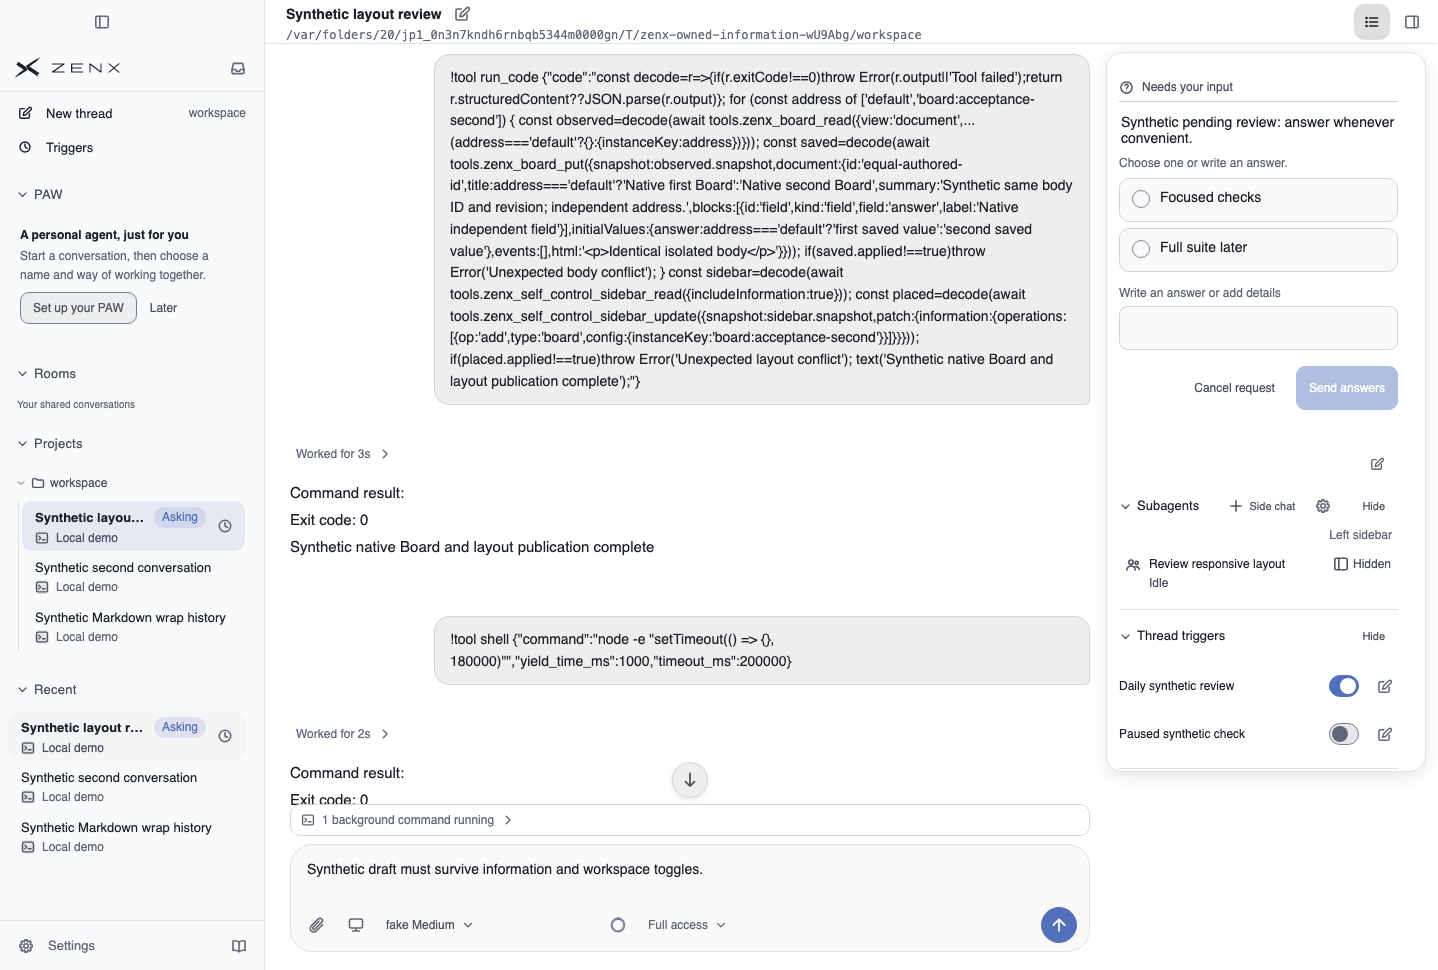 ZENX
New thread
workspace
Triggers
PAW
A personal agent, just for you
Start a conversation, then choose a
name and way of working together.
Set up your PAW
Later
Rooms
Your shared conversations
Projects
workspace
Synthetic layou... Asking
Local demo
Synthetic second conversation
Local demo
Synthetic Markdown wrap history
Local demo
Recent
Synthetic layout r... Asking
Local demo
Synthetic second conversation
Local demo
Synthetic Markdown wrap history
Local demo
Settings
Synthetic layout review
/var/folders/20/jp1_0n3n7kndh6rnbqb5344m0000gn/T/zenx-owned-information-wU9Abg/workspace
!tool run_code {"code":"const decode=r=>{if(r.exitCode!==0)throw Error(r.output||'Tool failed');return
r.structuredContent??JSON.parse(r.output)}; for (const address of ['default','board:acceptance-
second']) { const observed=decode(await tools.zenx_board_read({view:'document',...
(address==='default'?{}:{instanceKey:address})})); const saved=decode(await
tools.zenx_board_put({snapshot:observed.snapshot,document:{id:'equal-authored-
id',title:address==='default'?'Native first Board':'Native second Board',summary:'Synthetic same body
ID and revision; independent address.',blocks:[{id:'field',kind:'field',field:'answer',label:'Native
independent field'}],initialValues:{answer:address==='default'?'first saved value':'second saved
value'},events:[],html:'<p>Identical isolated body</p>'}})); if(saved.applied!==true)throw
Error('Unexpected body conflict'); } const sidebar=decode(await
tools.zenx_self_control_sidebar_read({includeInformation:true})); const placed=decode(await
tools.zenx_self_control_sidebar_update({snapshot:sidebar.snapshot,patch:{information:{operations:
[{op:'add',type:'board',config:{instanceKey:'board:acceptance-second'}}]}}}));
if(placed.applied!==true)throw Error('Unexpected layout conflict'); text('Synthetic native Board and
layout publication complete');"}
Worked for 3s
Command result:
Exit code: 0
Synthetic native Board and layout publication complete
!tool shell {"command":"node -e "setTimeout(() => {},
180000)"","yield_time_ms":1000,"timeout_ms":200000}
Worked for 2s
Command result:
Exit code: 0
1 background command running
Synthetic draft must survive information and workspace toggles.
fake Medium
Full access
Needs your input
Synthetic pending review: answer whenever
convenient.
Choose one or write an answer.
Focused checks
Full suite later
Write an answer or add details
Cancel request
Send answers
Subagents
Side chat
Hide
Left sidebar
Review responsive layout
Hidden
Idle
Thread triggers
Hide
Daily synthetic review
Paused synthetic check